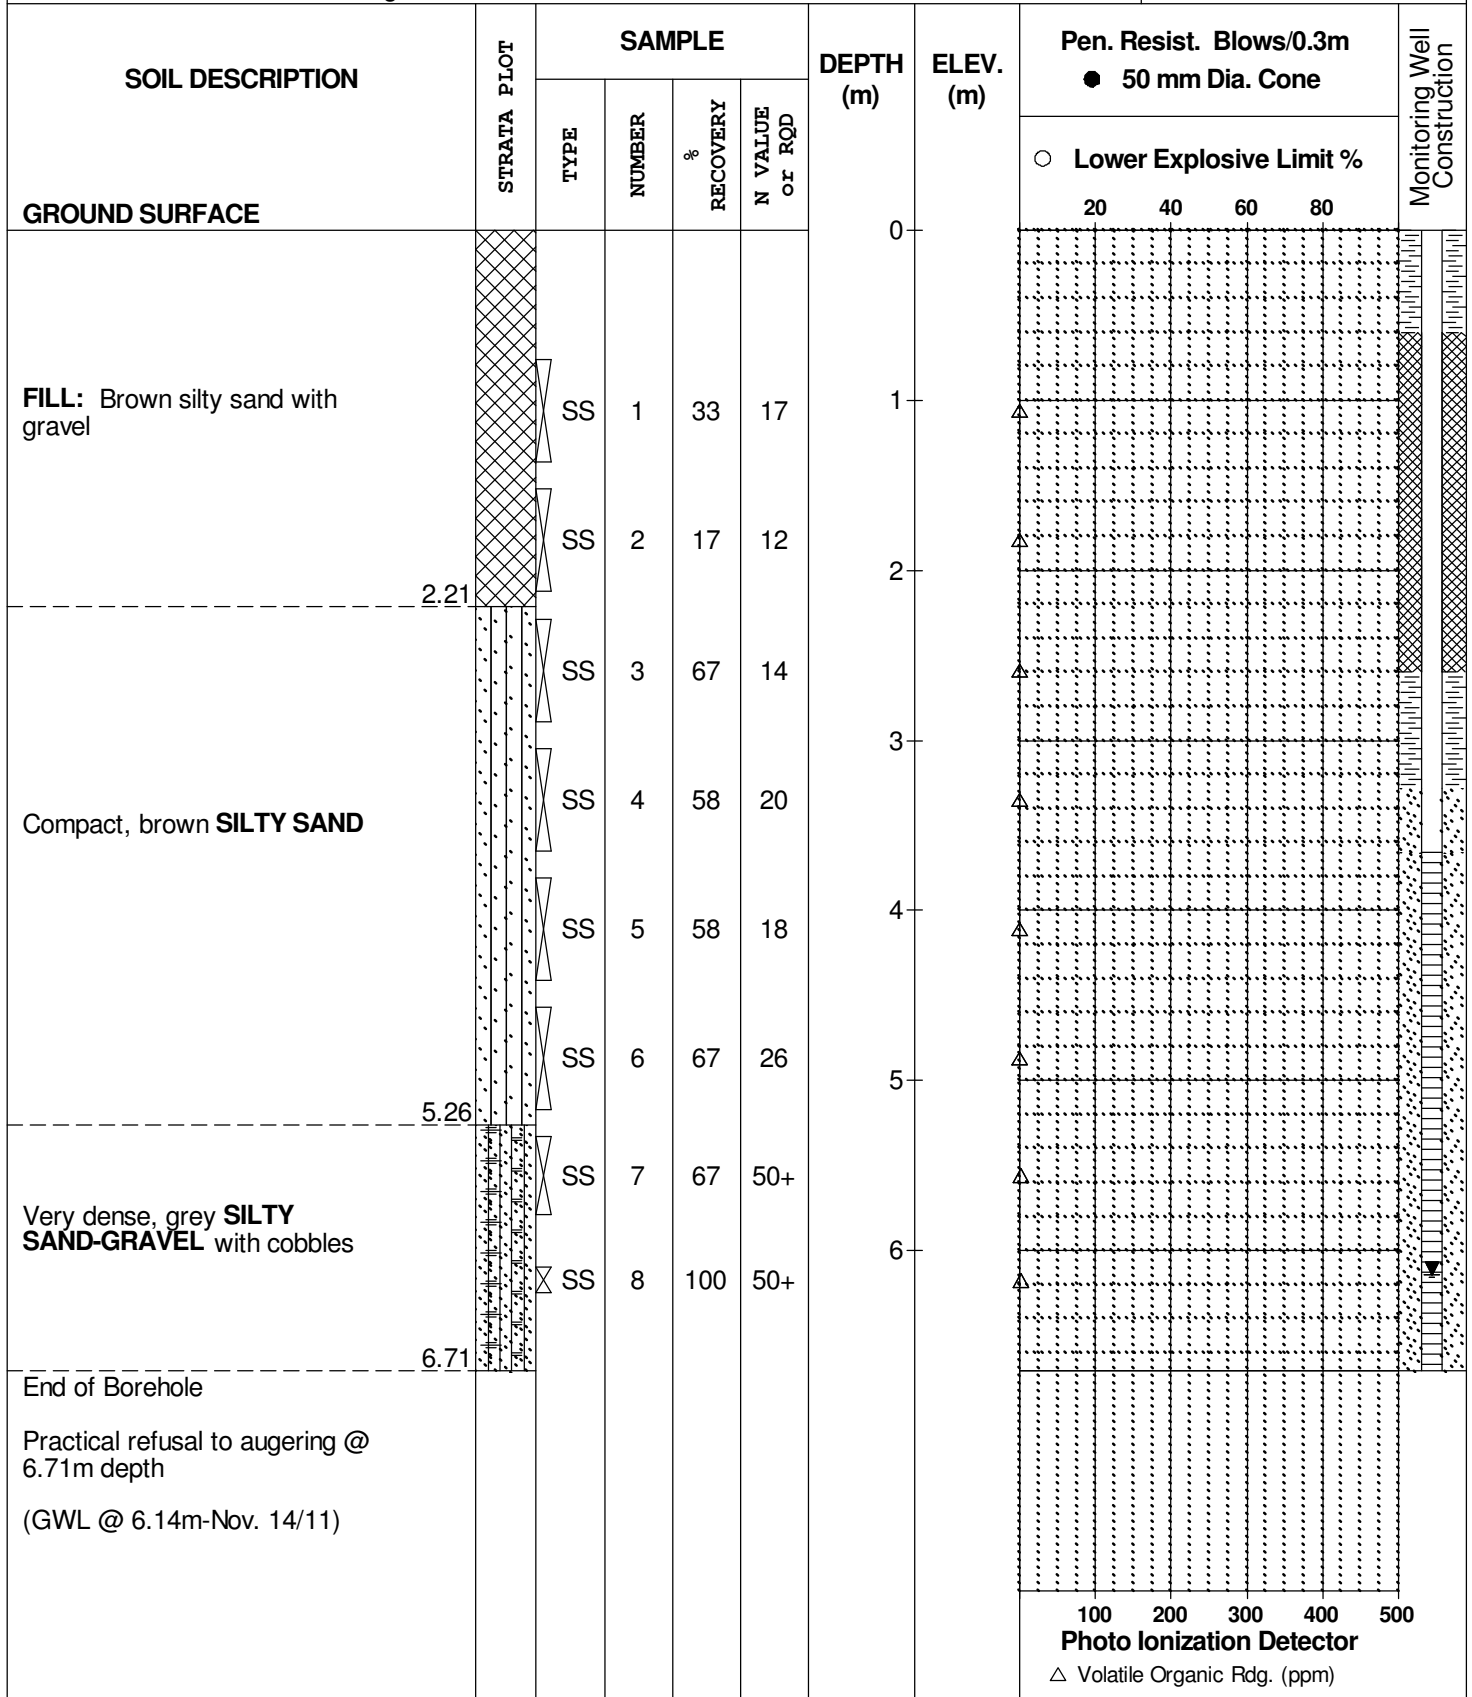 SOIL DESCRIPTION
GROUND SURFACE
STRATA PLOT
SAMPLE
TYPE
NUMBER
%
RECOVERY
N VALUE
or RQD
DEPTH
(m)
ELEV.
(m)
Pen. Resist. Blows/0.3m
● 50 mm Dia. Cone
○ Lower Explosive Limit %
20 40 60 80
Monitoring Well
Construction
0
FILL: Brown silty sand with
gravel
SS 1 33 17
1
SS 2 17 12
2
2.21
SS 3 67 14
3
Compact, brown SILTY SAND
SS 4 58 20
4
SS 5 58 18
SS 6 67 26
5
5.26
SS 7 67 50+
Very dense, grey SILTY
SAND-GRAVEL with cobbles
6
SS 8 100 50+
6.71
End of Borehole
Practical refusal to augering @
6.71m depth
(GWL @ 6.14m-Nov. 14/11)
100 200 300 400 500
Photo Ionization Detector
△ Volatile Organic Rdg. (ppm)